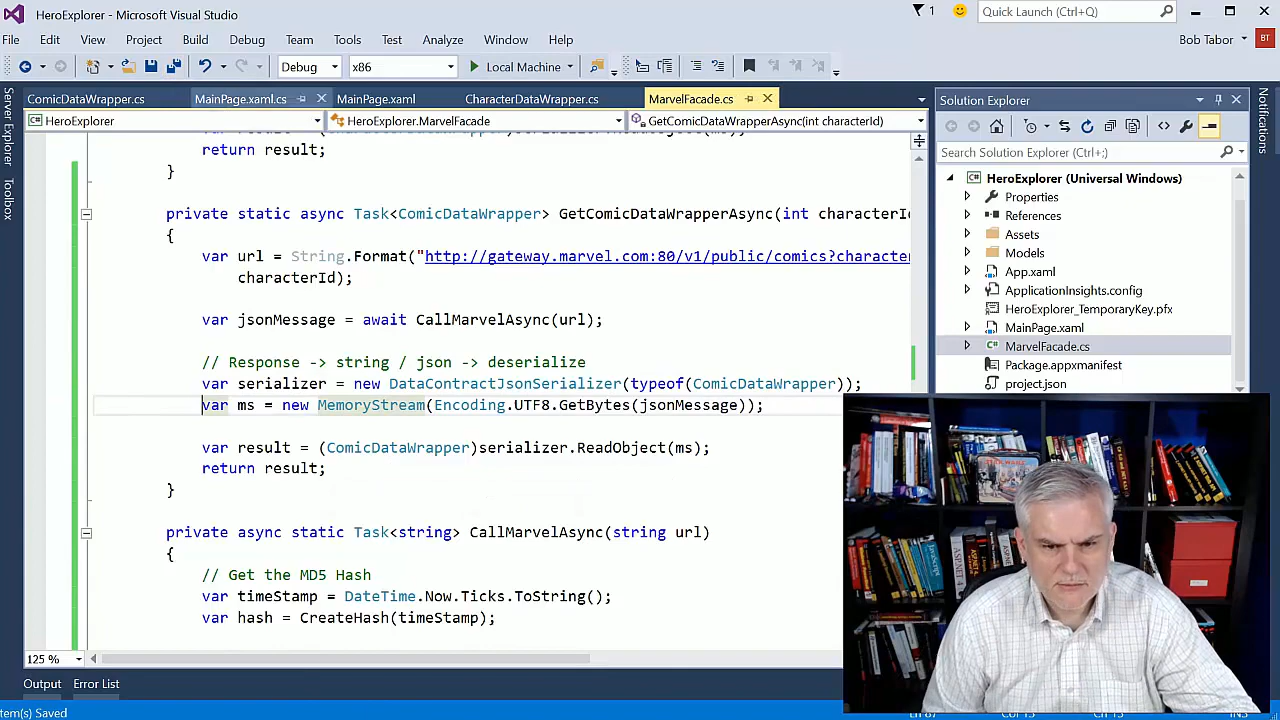 HeroExplorer - Microsoft Visual Studio
1
Quick Launch (Ctrl+Q)
File Edit View Project Build Debug Team Tools Test Analyze Window Help
Bob Tabor
BT
Debug x86 Local Machine
Server Explorer
Toolbox
ComicDataWrapper.cs MainPage.xaml.cs MainPage.xaml CharacterDataWrapper.cs MarvelFacade.cs
HeroExplorer HeroExplorer.MarvelFacade GetComicDataWrapperAsync(int characterId)
return result;
}
private static async Task<ComicDataWrapper> GetComicDataWrapperAsync(int characterId
{
var url = String.Format("http://gateway.marvel.com:80/v1/public/comics?character
characterId);
var jsonMessage = await CallMarvelAsync(url);
// Response -> string / json -> deserialize
var serializer = new DataContractJsonSerializer(typeof(ComicDataWrapper));
var ms = new MemoryStream(Encoding.UTF8.GetBytes(jsonMessage));
var result = (ComicDataWrapper)serializer.ReadObject(ms);
return result;
}
private async static Task<string> CallMarvelAsync(string url)
{
// Get the MD5 Hash
var timeStamp = DateTime.Now.Ticks.ToString();
var hash = CreateHash(timeStamp);
125 %
Output Error List
tem(s) Saved
Solution Explorer
Search Solution Explorer (Ctrl+;)
HeroExplorer (Universal Windows)
Properties
References
Assets
Models
App.xaml
ApplicationInsights.config
HeroExplorer_TemporaryKey.pfx
MainPage.xaml
MarvelFacade.cs
Package.appxmanifest
project.json
Notifications